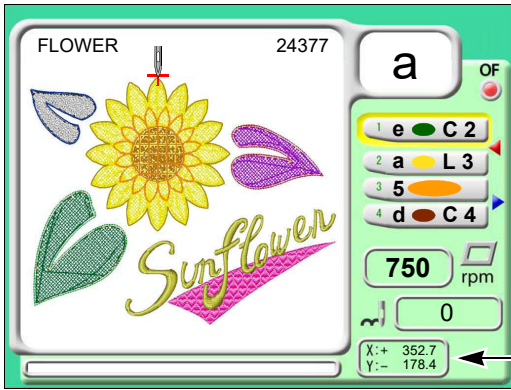 FLOWER 24377
a
OF
1 e C 2
2 a L 3
3 5
4 d C 4
Sunflower
750
rpm
0
X:+ 352.7
Y:- 178.4